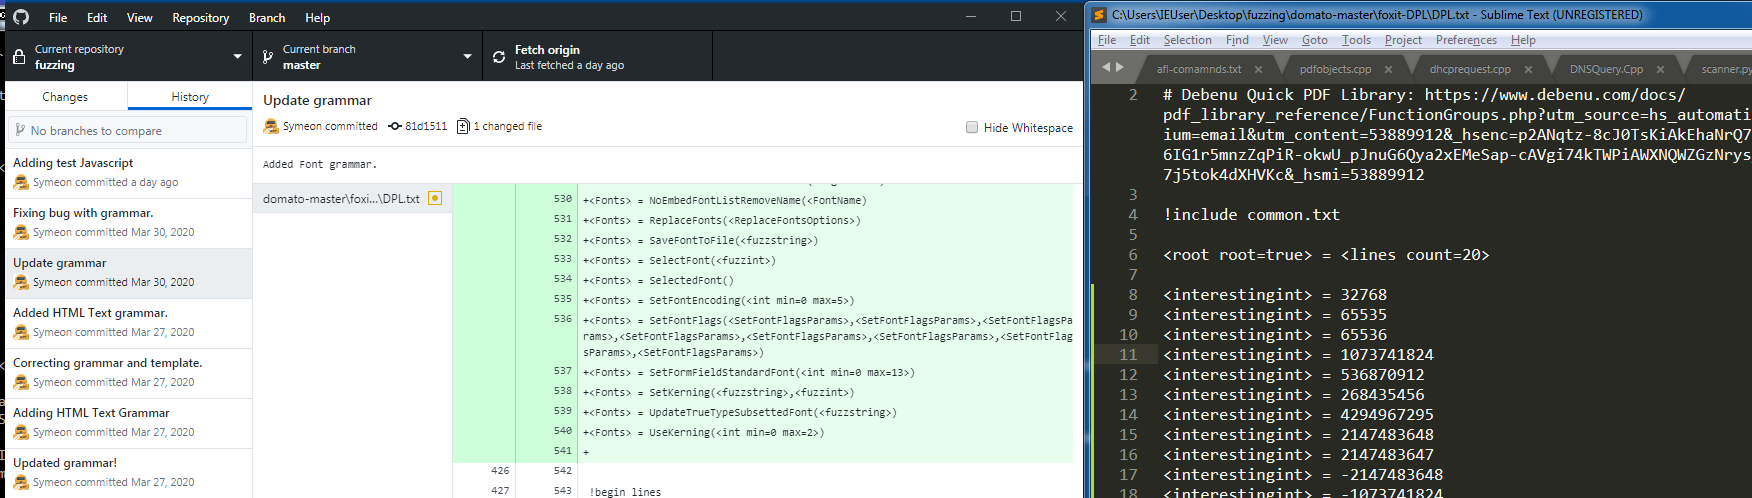 File Edit View Repository Branch Help
Current repository
fuzzing
Current branch
master
Fetch origin
Last fetched a day ago
Changes
History
No branches to compare
Adding test Javascript
Symeon committed a day ago
Fixing bug with grammar.
Symeon committed Mar 30, 2020
Update grammar
Symeon committed Mar 30, 2020
Added HTML Text grammar.
Symeon committed Mar 27, 2020
Correcting grammar and template.
Symeon committed Mar 27, 2020
Adding HTML Text Grammar
Symeon committed Mar 27, 2020
Updated grammar!
Symeon committed Mar 27, 2020
Update grammar
Symeon committed 81d1511 1 changed file
Hide Whitespace
Added Font grammar.
domato-master\foxi...\DPL.txt
530 +<Fonts> = NoEmbedFontListRemoveName(<FontName)
531 +<Fonts> = ReplaceFonts(<ReplaceFontsOptions>)
532 +<Fonts> = SaveFontToFile(<fuzzstring>)
533 +<Fonts> = SelectFont(<fuzzint>)
534 +<Fonts> = SelectedFont()
535 +<Fonts> = SetFontEncoding(<int min=0 max=5>)
536 +<Fonts> = SetFontFlags(<SetFontFlagsParams>,<SetFontFlagsParams>,<SetFontFlagsPa
rams>,<SetFontFlagsParams>,<SetFontFlagsParams>,<SetFontFlagsParams>,<SetFontFlag
sParams>,<SetFontFlagsParams>)
537 +<Fonts> = SetFormFieldStandardFont(<int min=0 max=13>)
538 +<Fonts> = SetKerning(<fuzzstring>,<fuzzint>)
539 +<Fonts> = UpdateTrueTypeSubsettedFont(<fuzzstring>)
540 +<Fonts> = UseKerning(<int min=0 max=2>)
541 +
426 542
427 543 !begin lines
C:\Users\IEUser\Desktop\fuzzing\domato-master\foxit-DPL\DPL.txt - Sublime Text (UNREGISTERED)
File Edit Selection Find View Goto Tools Project Preferences Help
afl-comamnds.txt pdfobjects.cpp dhcprequest.cpp DNSQuery.Cpp scanner.py
2 # Debenu Quick PDF Library: https://www.debenu.com/docs/
pdf_library_reference/FunctionGroups.php?utm_source=hs_automati
ium=email&utm_content=53889912&_hsenc=p2ANqtz-8cJ0TsKiAkEhaNrQ7
6IG1r5mnzZqPiR-okwU_pJnuG6Qya2xEMeSap-cAVgi74kTWPiAWXNQWZGzNrys
7j5tok4dXHVKc&_hsmi=53889912
3
4 !include common.txt
5
6 <root root=true> = <lines count=20>
7
8 <interestingint> = 32768
9 <interestingint> = 65535
10 <interestingint> = 65536
11 <interestingint> = 1073741824
12 <interestingint> = 536870912
13 <interestingint> = 268435456
14 <interestingint> = 4294967295
15 <interestingint> = 2147483648
16 <interestingint> = 2147483647
17 <interestingint> = -2147483648
18 <interestingint> = -1073741824